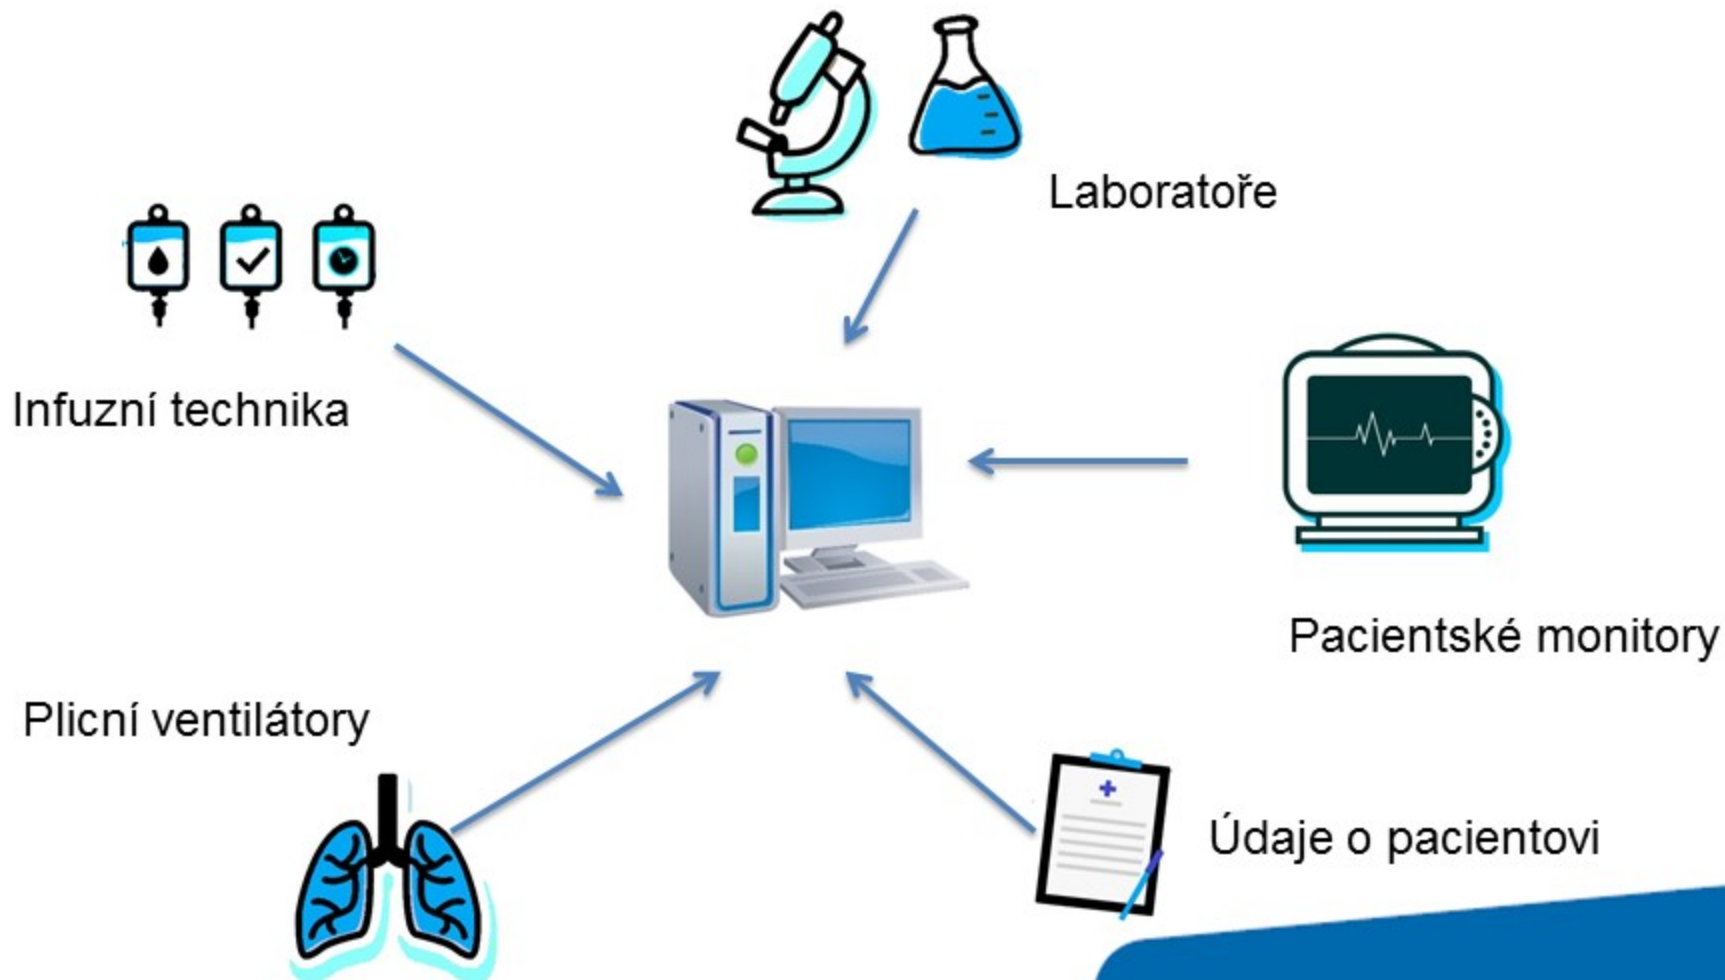 Laboratoře
Infuzní technika
Pacientské monitory
Plicní ventilátory
Údaje o pacientovi